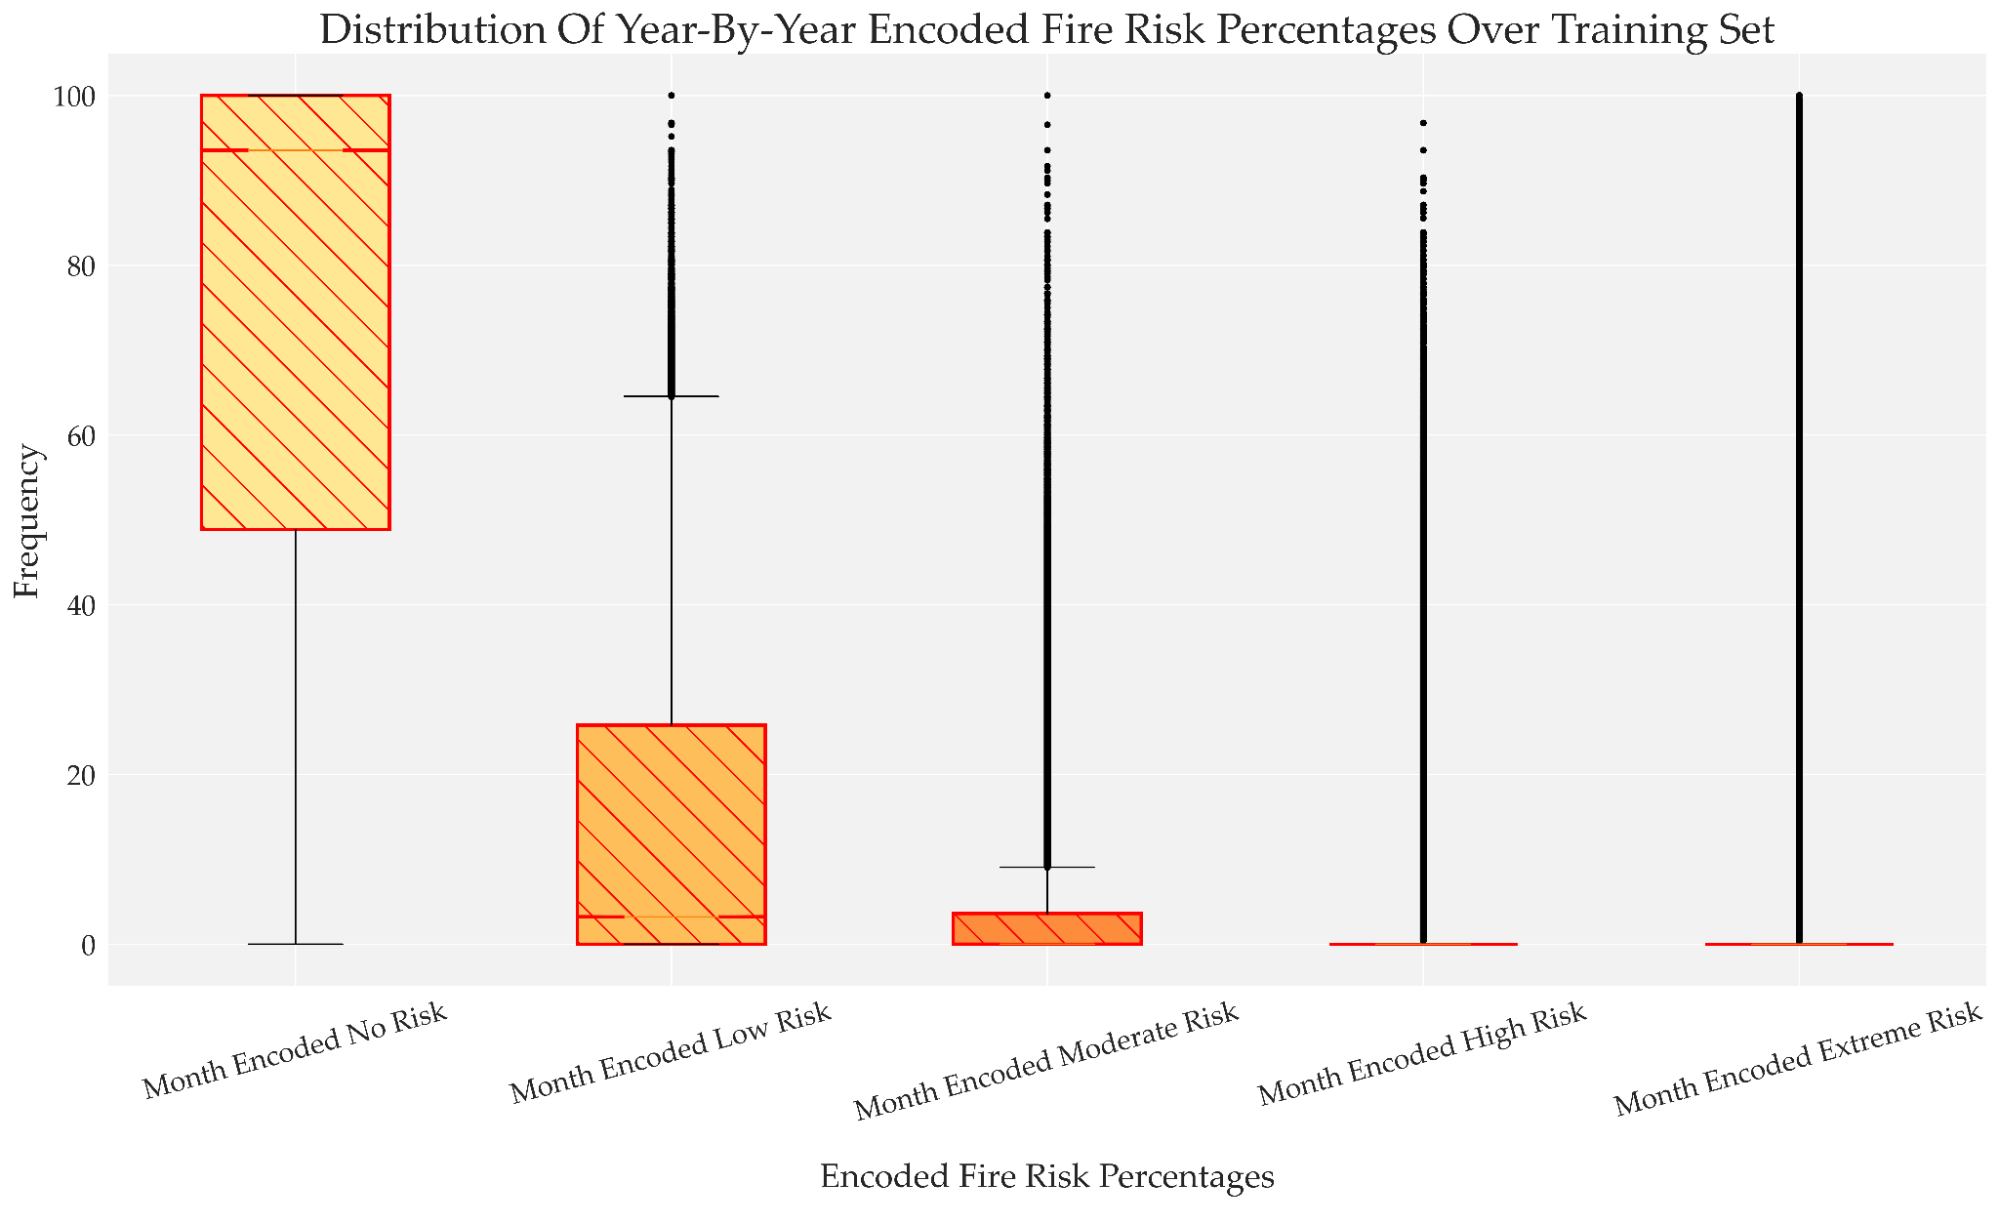 Distribution Of Year-By-Year Encoded Fire Risk Percentages Over Training Set
Frequency
100
80
60
40
20
0
Month Encoded No Risk
Month Encoded Low Risk
Month Encoded Moderate Risk
Month Encoded High Risk
Month Encoded Extreme Risk
Encoded Fire Risk Percentages